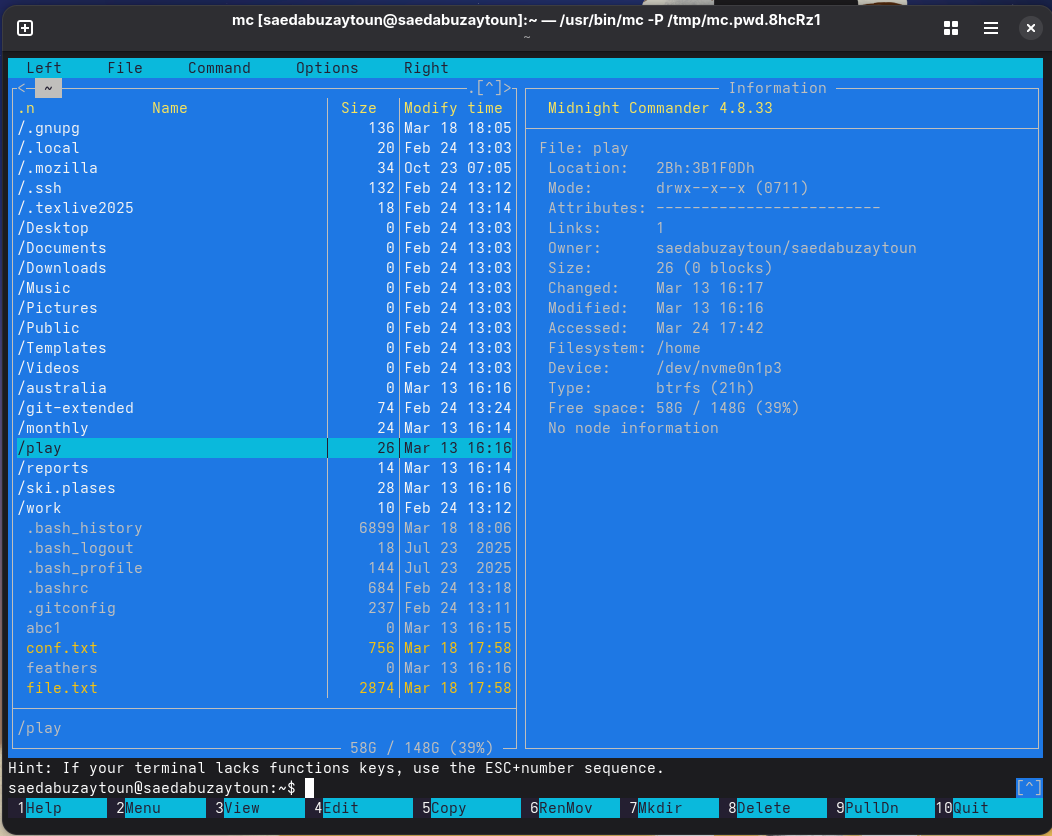 mc [saedabuzaytoun@saedabuzaytoun]:~ — /usr/bin/mc -P /tmp/mc.pwd.8hcRz1
~
Left File Command Options Right
<─ ~ ─.[^]>
.n Name Size Modify time
/.gnupg 136 Mar 18 18:05
/.local 20 Feb 24 13:03
/.mozilla 34 Oct 23 07:05
/.ssh 132 Feb 24 13:12
/.texlive2025 18 Feb 24 13:14
/Desktop 0 Feb 24 13:03
/Documents 0 Feb 24 13:03
/Downloads 0 Feb 24 13:03
/Music 0 Feb 24 13:03
/Pictures 0 Feb 24 13:03
/Public 0 Feb 24 13:03
/Templates 0 Feb 24 13:03
/Videos 0 Feb 24 13:03
/australia 0 Mar 13 16:16
/git-extended 74 Feb 24 13:24
/monthly 24 Mar 13 16:14
/play 26 Mar 13 16:16
/reports 14 Mar 13 16:14
/ski.plases 28 Mar 13 16:16
/work 10 Feb 24 13:12
.bash_history 6899 Mar 18 18:06
.bash_logout 18 Jul 23 2025
.bash_profile 144 Jul 23 2025
.bashrc 684 Feb 24 13:18
.gitconfig 237 Feb 24 13:11
abc1 0 Mar 13 16:15
conf.txt 756 Mar 18 17:58
feathers 0 Mar 13 16:16
file.txt 2874 Mar 18 17:58
/play
58G / 148G (39%)
Information
Midnight Commander 4.8.33
File: play
Location: 2Bh:3B1F0Dh
Mode: drwx--x--x (0711)
Attributes: -------------------------
Links: 1
Owner: saedabuzaytoun/saedabuzaytoun
Size: 26 (0 blocks)
Changed: Mar 13 16:17
Modified: Mar 13 16:16
Accessed: Mar 24 17:42
Filesystem: /home
Device: /dev/nvme0n1p3
Type: btrfs (21h)
Free space: 58G / 148G (39%)
No node information
Hint: If your terminal lacks functions keys, use the ESC+number sequence.
saedabuzaytoun@saedabuzaytoun:~$ [^]
1Help 2Menu 3View 4Edit 5Copy 6RenMov 7Mkdir 8Delete 9PullDn 10Quit